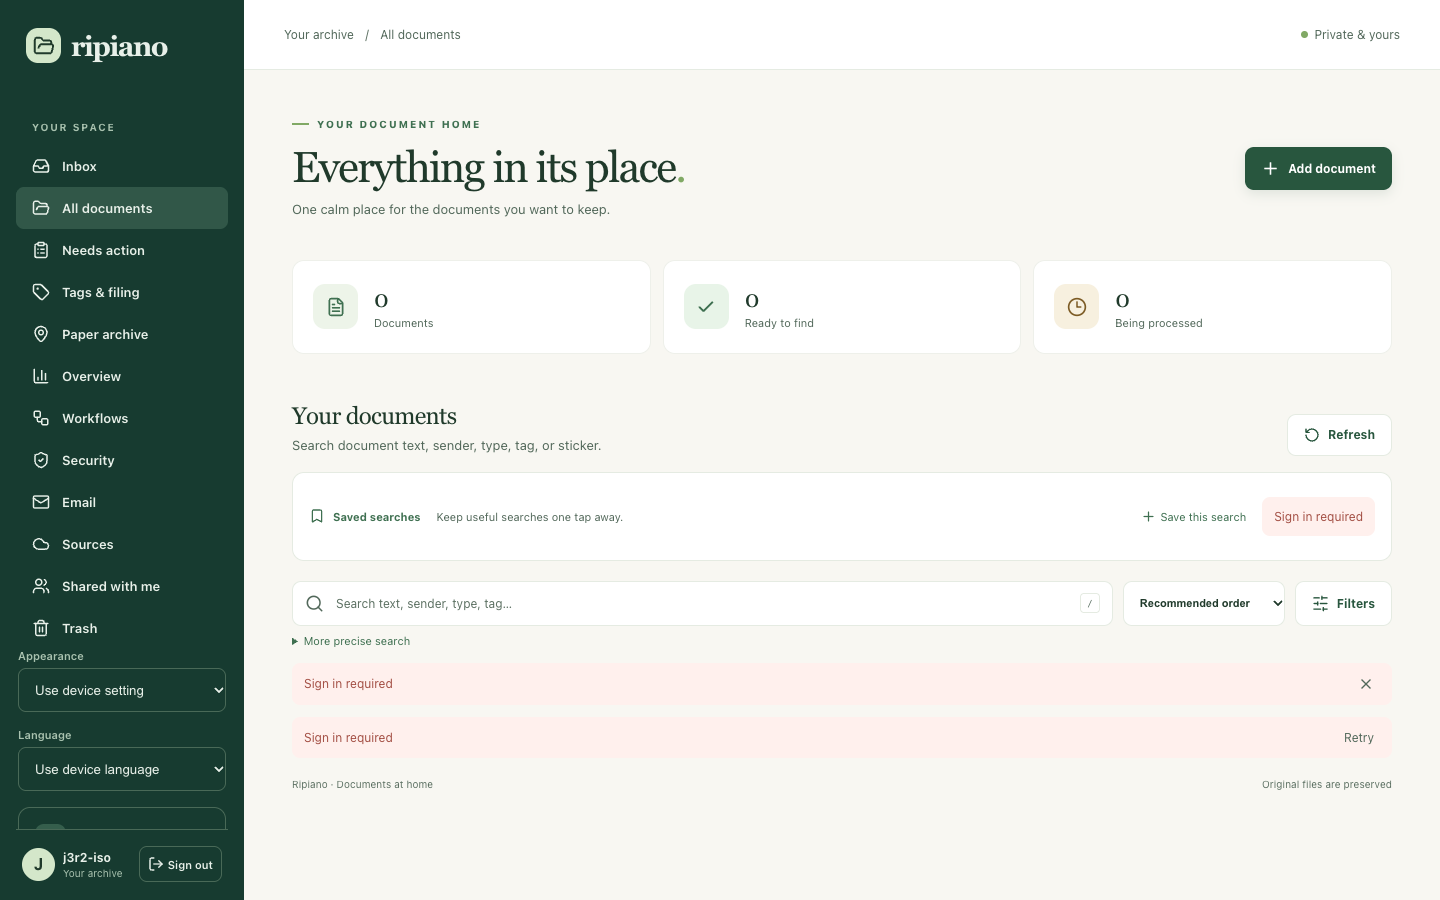 ripiano
YOUR SPACE
Inbox
All documents
Needs action
Tags & filing
Paper archive
Overview
Workflows
Security
Email
Sources
Shared with me
Trash
Appearance
Use device setting
Language
Use device language
J
j3r2-iso
Your archive
Sign out
Your archive / All documents
Private & yours
YOUR DOCUMENT HOME
Everything in its place.
One calm place for the documents you want to keep.
Add document
0
Documents
0
Ready to find
0
Being processed
Your documents
Search document text, sender, type, tag, or sticker.
Refresh
Saved searches Keep useful searches one tap away.
Save this search
Sign in required
Search text, sender, type, tag...
/
Recommended order
Filters
More precise search
Sign in required
Sign in required
Retry
Ripiano · Documents at home
Original files are preserved